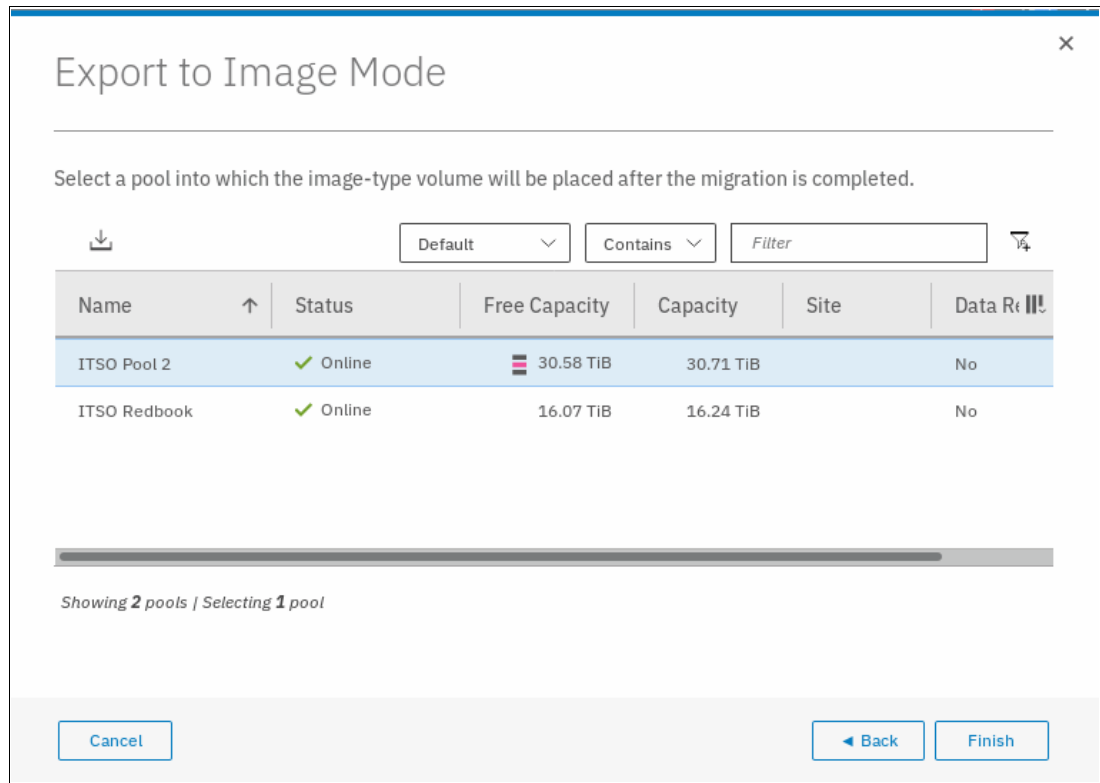 Export to Image Mode
Select a pool into which the image-type volume will be placed after the migration is completed.
Default Contains Filter
Name Status Free Capacity Capacity Site Data Re
ITSO Pool 2 Online 30.58 TiB 30.71 TiB No
ITSO Redbook Online 16.07 TiB 16.24 TiB No
Showing 2 pools | Selecting 1 pool
Cancel Back Finish